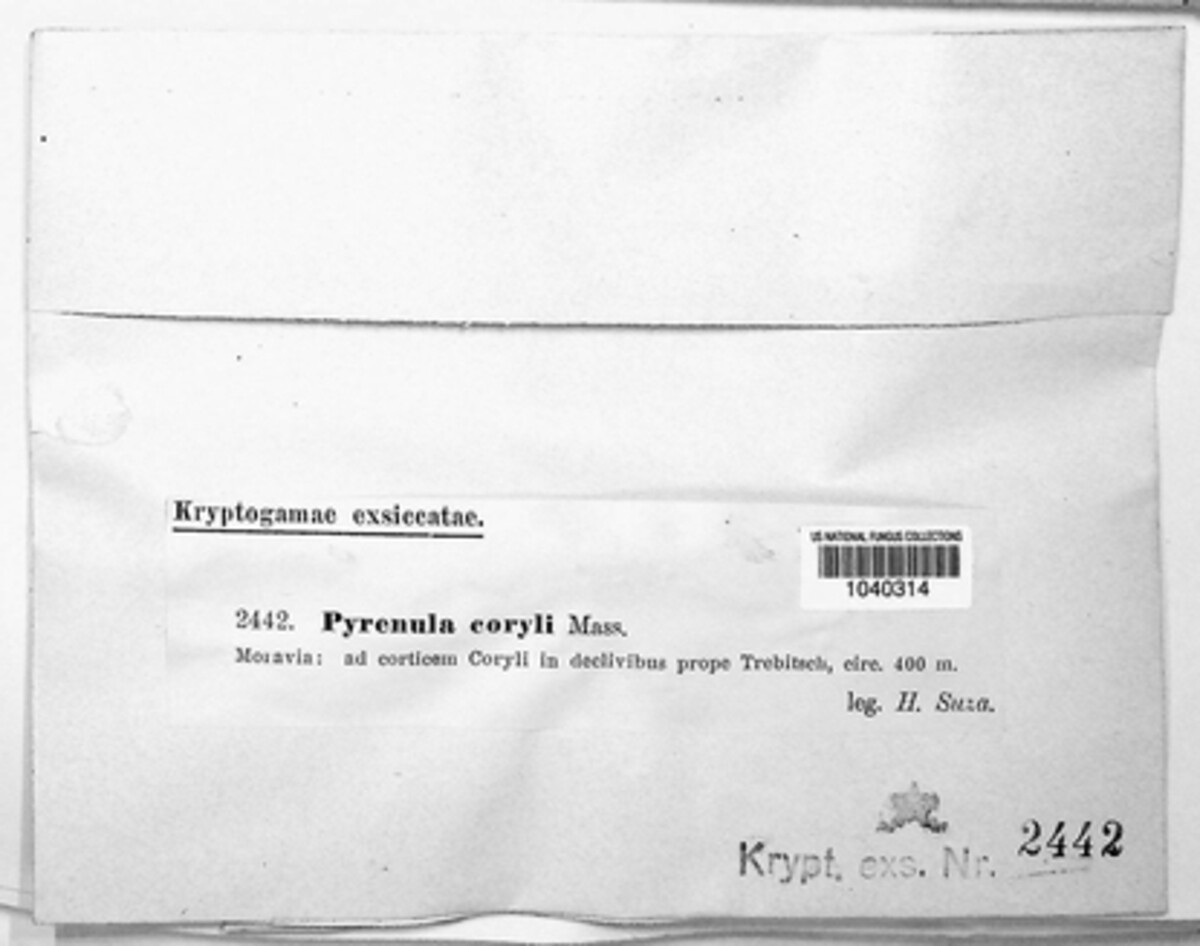 Kryptogamae exsiccatae.
US NATIONAL FUNGUS COLLECTIONS
1040314
2442. Pyrenula coryli Mass.
Moravia: ad corticem Coryli in declivibus prope Trebitsch, circ. 400 m.
leg. H. Suza.
Krypt. exs. Nr. 2442